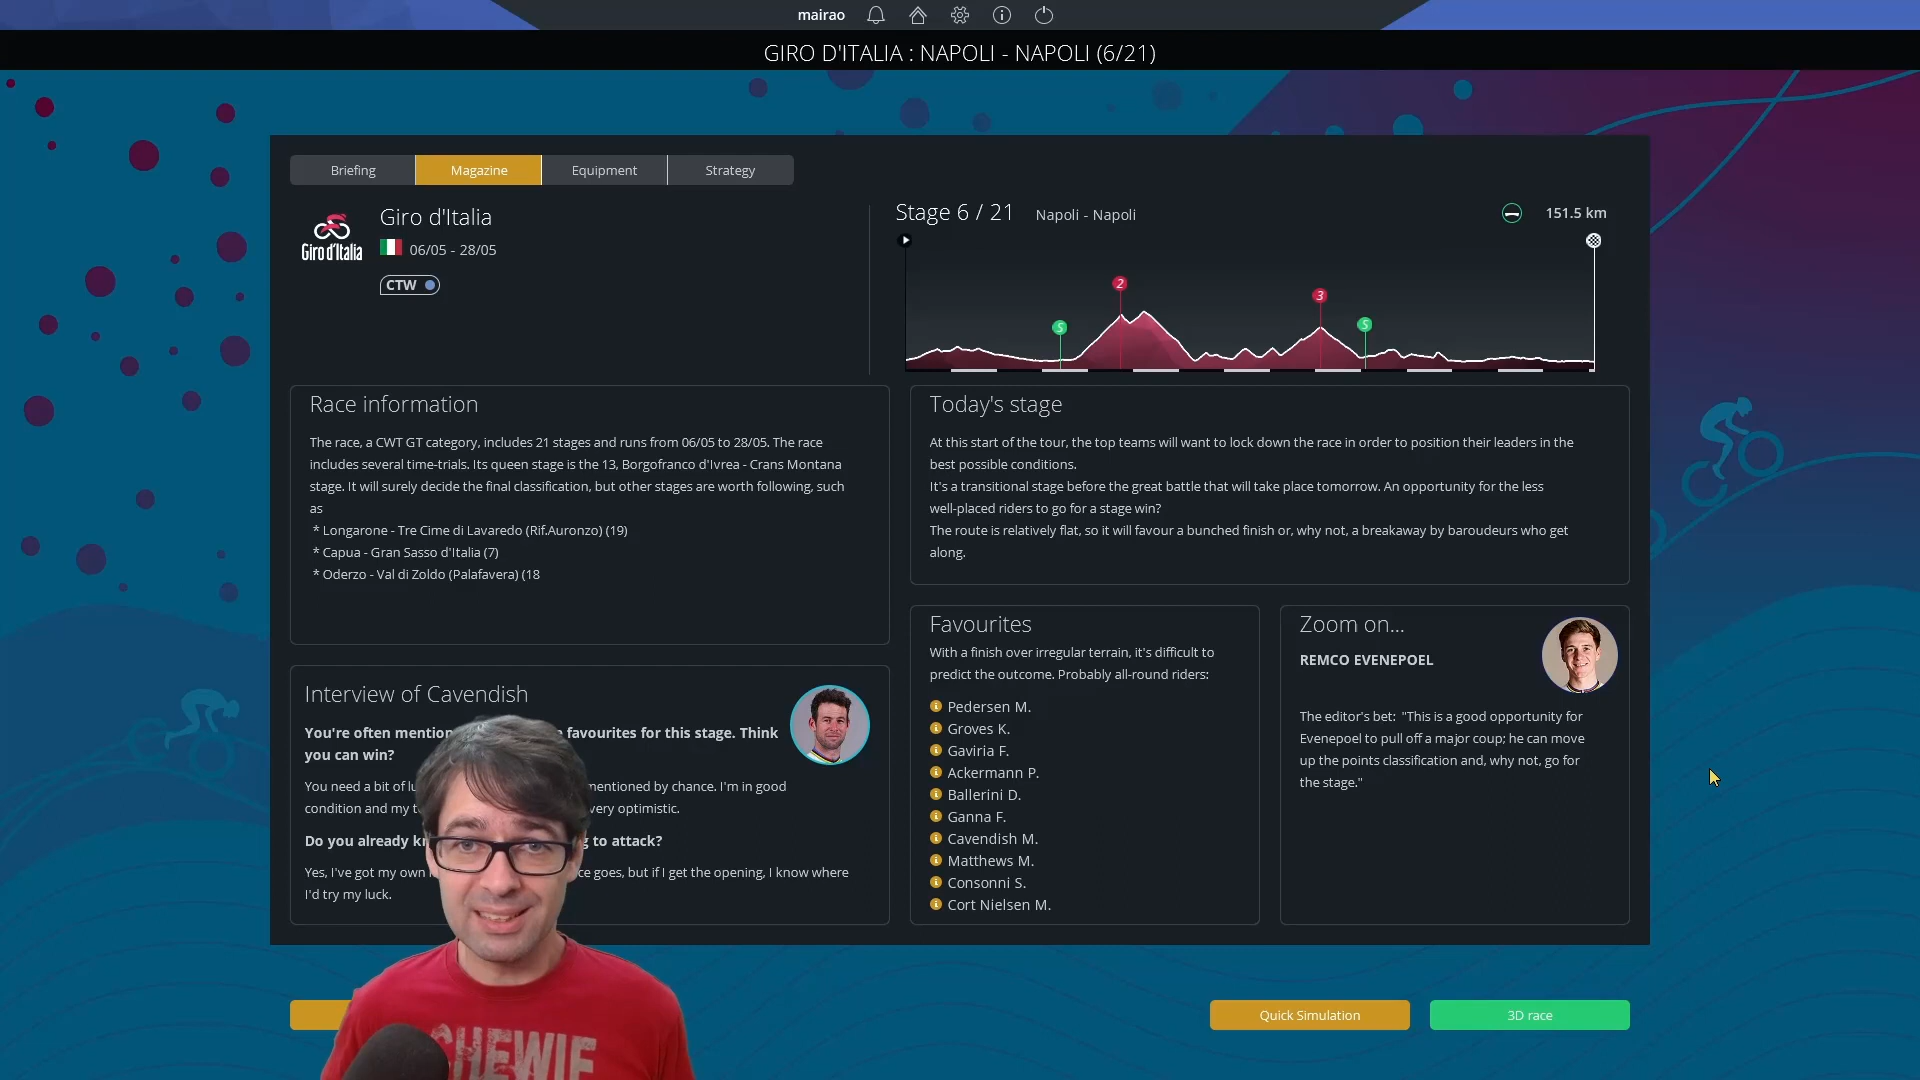 mairao
GIRO D'ITALIA : NAPOLI - NAPOLI (6/21)
Briefing
Magazine
Equipment
Strategy
Giro d'Italia
Giro d'Italia
06/05 - 28/05
CTW
Stage 6 / 21
Napoli - Napoli
151.5 km
2
3
S
S
Race information
The race, a CWT GT category, includes 21 stages and runs from 06/05 to 28/05. The race
includes several time-trials. Its queen stage is the 13, Borgofranco d'Ivrea - Crans Montana
stage. It will surely decide the final classification, but other stages are worth following, such
as
* Longarone - Tre Cime di Lavaredo (Rif.Auronzo) (19)
* Capua - Gran Sasso d'Italia (7)
* Oderzo - Val di Zoldo (Palafavera) (18
Today's stage
At this start of the tour, the top teams will want to lock down the race in order to position their leaders in the
best possible conditions.
It's a transitional stage before the great battle that will take place tomorrow. An opportunity for the less
well-placed riders to go for a stage win?
The route is relatively flat, so it will favour a bunched finish or, why not, a breakaway by baroudeurs who get
along.
Interview of Cavendish
You're often mention favourites for this stage. Think
you can win?
You need a bit of mentioned by chance. I'm in good
condition and my very optimistic.
Do you already to attack?
Yes, I've got my own goes, but if I get the opening, I know where
I'd try my luck.
Favourites
With a finish over irregular terrain, it's difficult to
predict the outcome. Probably all-round riders:
Pedersen M.
Groves K.
Gaviria F.
Ackermann P.
Ballerini D.
Ganna F.
Cavendish M.
Matthews M.
Consonni S.
Cort Nielsen M.
Zoom on...
REMCO EVENEPOEL
The editor's bet: "This is a good opportunity for
Evenepoel to pull off a major coup; he can move
up the points classification and, why not, go for
the stage."
Quick Simulation
3D race
CHEWIE